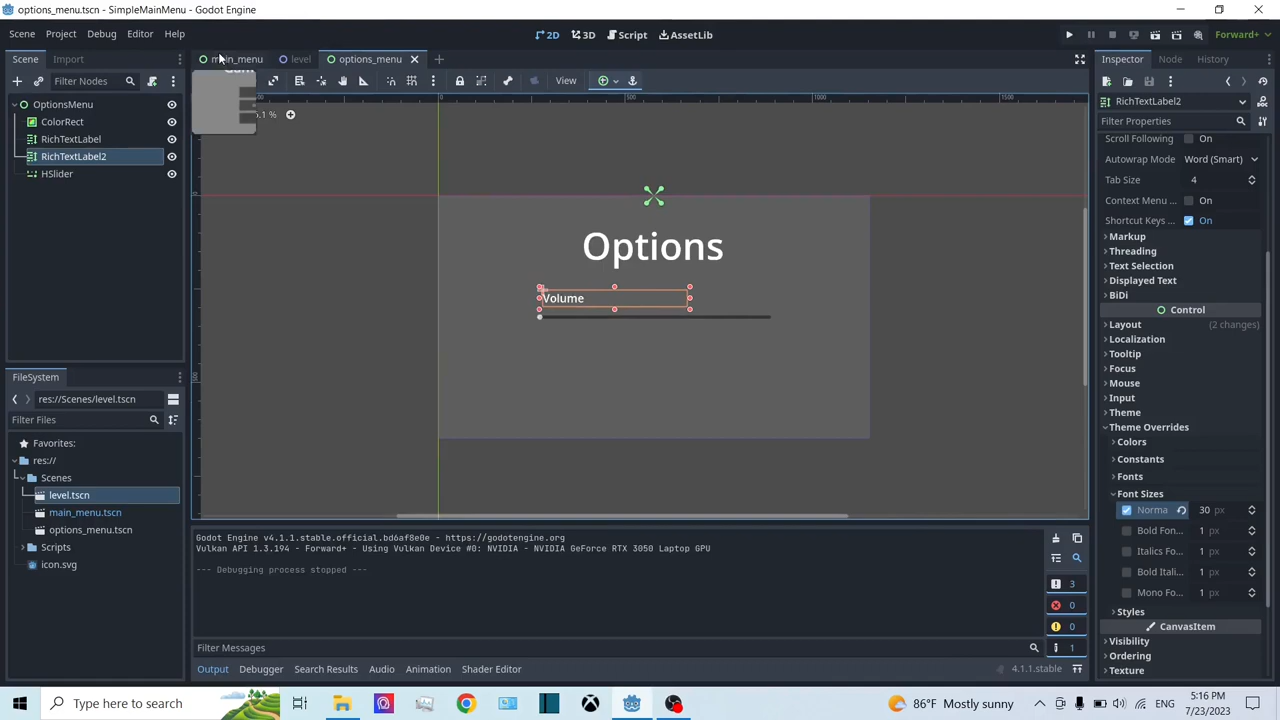 options_menu.tscn - SimpleMainMenu - Godot Engine
Scene Project Debug Editor Help
2D 3D Script AssetLib
Forward+
Scene Import
main_menu level options_menu
Inspector Node History
Filter Nodes
View
OptionsMenu
ColorRect
RichTextLabel
RichTextLabel2
HSlider
0 500 1000 1500
.1 %
Options
Volume
RichTextLabel2
Filter Properties
Scroll Following On
Autowrap Mode Word (Smart)
Tab Size 4
Context Menu ... On
Shortcut Keys ... On
Markup
Threading
Text Selection
Displayed Text
BiDi
Control
Layout (2 changes)
Localization
Tooltip
Focus
Mouse
Input
Theme
Theme Overrides
Colors
Constants
Fonts
Font Sizes
Norma 30 px
Bold Fon... 1 px
Italics Fo... 1 px
Bold Itali... 1 px
Mono Fo... 1 px
Styles
CanvasItem
Visibility
Ordering
Texture
FileSystem
res://Scenes/level.tscn
Filter Files
Favorites:
res://
Scenes
level.tscn
main_menu.tscn
options_menu.tscn
Scripts
icon.svg
Godot Engine v4.1.1.stable.official.bd6af8e0e - https://godotengine.org
Vulkan API 1.3.194 - Forward+ - Using Vulkan Device #0: NVIDIA - NVIDIA GeForce RTX 3050 Laptop GPU
--- Debugging process stopped ---
3
0
0
1
Filter Messages
Output Debugger Search Results Audio Animation Shader Editor
4.1.1.stable
Type here to search
86°F Mostly sunny
ENG
5:16 PM
7/23/2023